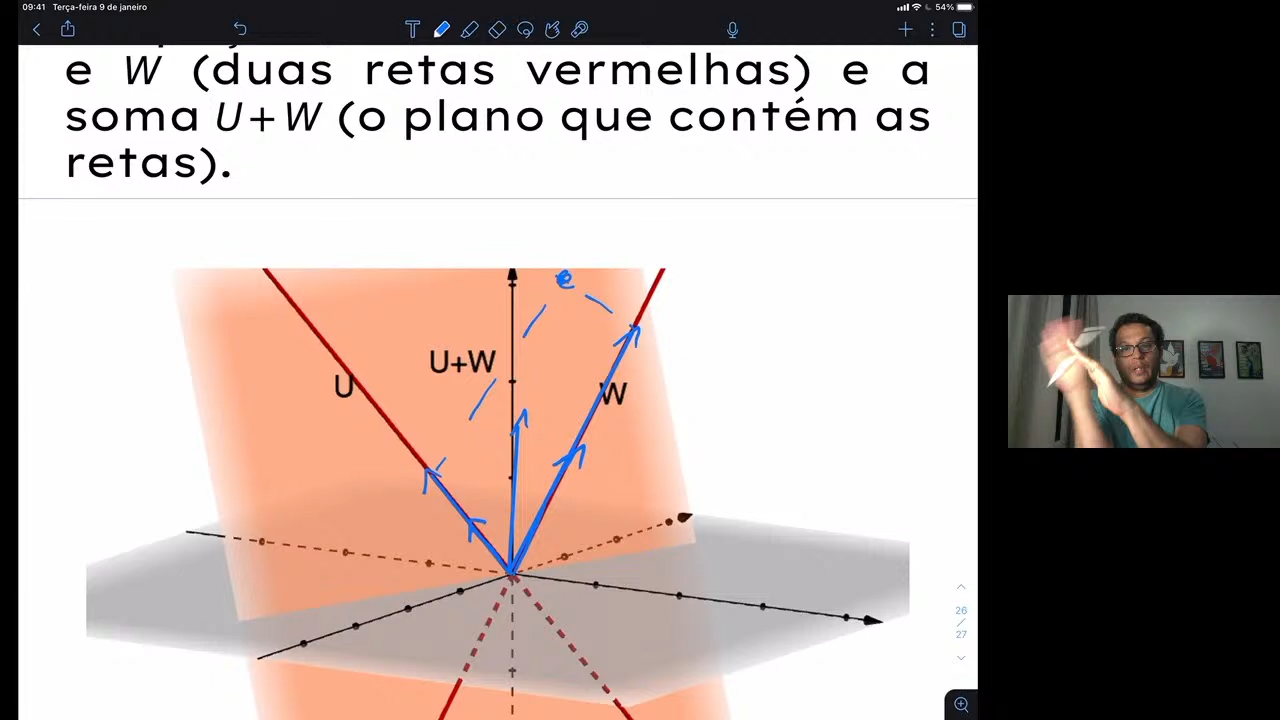 09:41 Terça-feira 9 de janeiro
54%
e W (duas retas vermelhas) e a
soma U+W (o plano que contém as
retas).
U+W
U
W
26
/
27